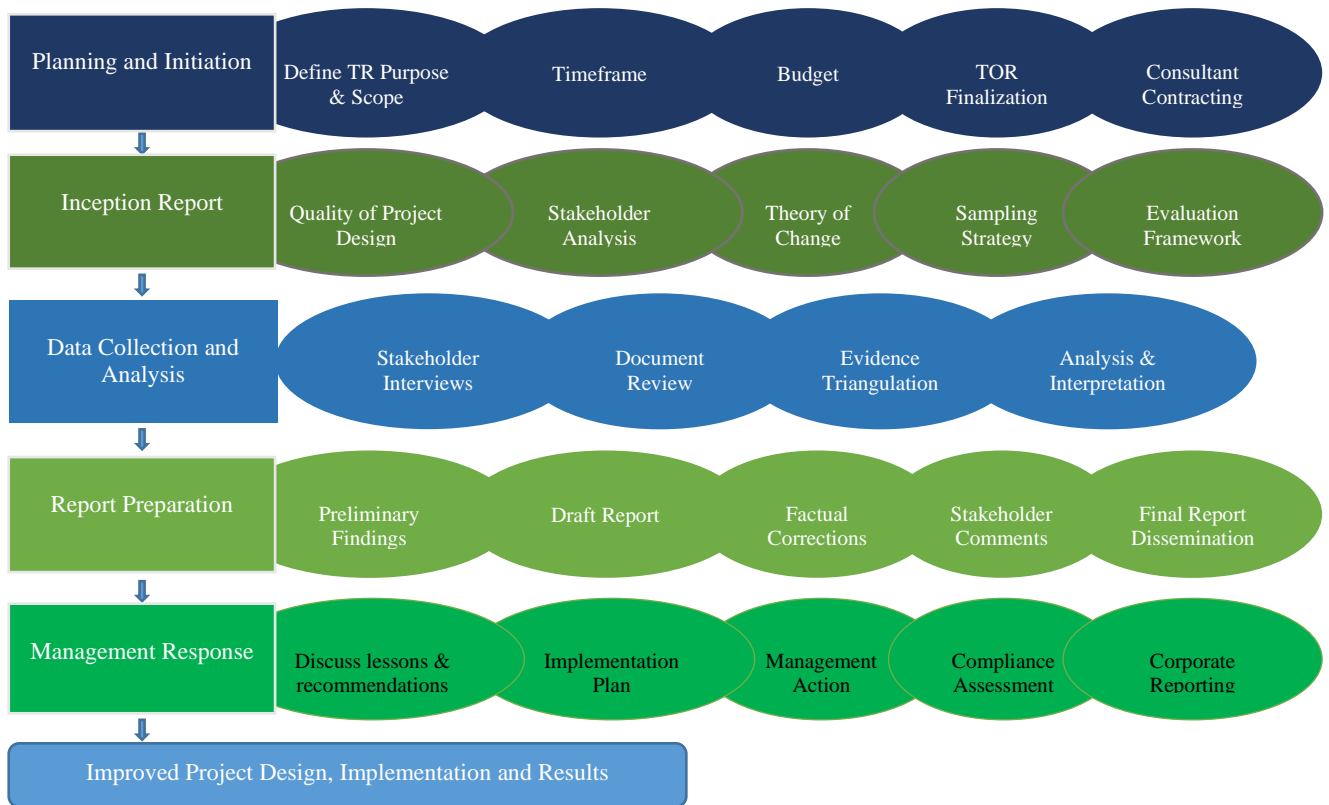 Planning and Initiation
Define TR Purpose
& Scope
Timeframe
Budget
TOR
Finalization
Consultant
Contracting
Inception Report
Quality of Project
Design
Stakeholder
Analysis
Theory of
Change
Sampling
Strategy
Evaluation
Framework
Data Collection and
Analysis
Stakeholder
Interviews
Document
Review
Evidence
Triangulation
Analysis &
Interpretation
Report Preparation
Preliminary
Findings
Draft Report
Factual
Corrections
Stakeholder
Comments
Final Report
Dissemination
Management Response
Discuss lessons &
recommendations
Implementation
Plan
Management
Action
Compliance
Assessment
Corporate
Reporting
Improved Project Design, Implementation and Results